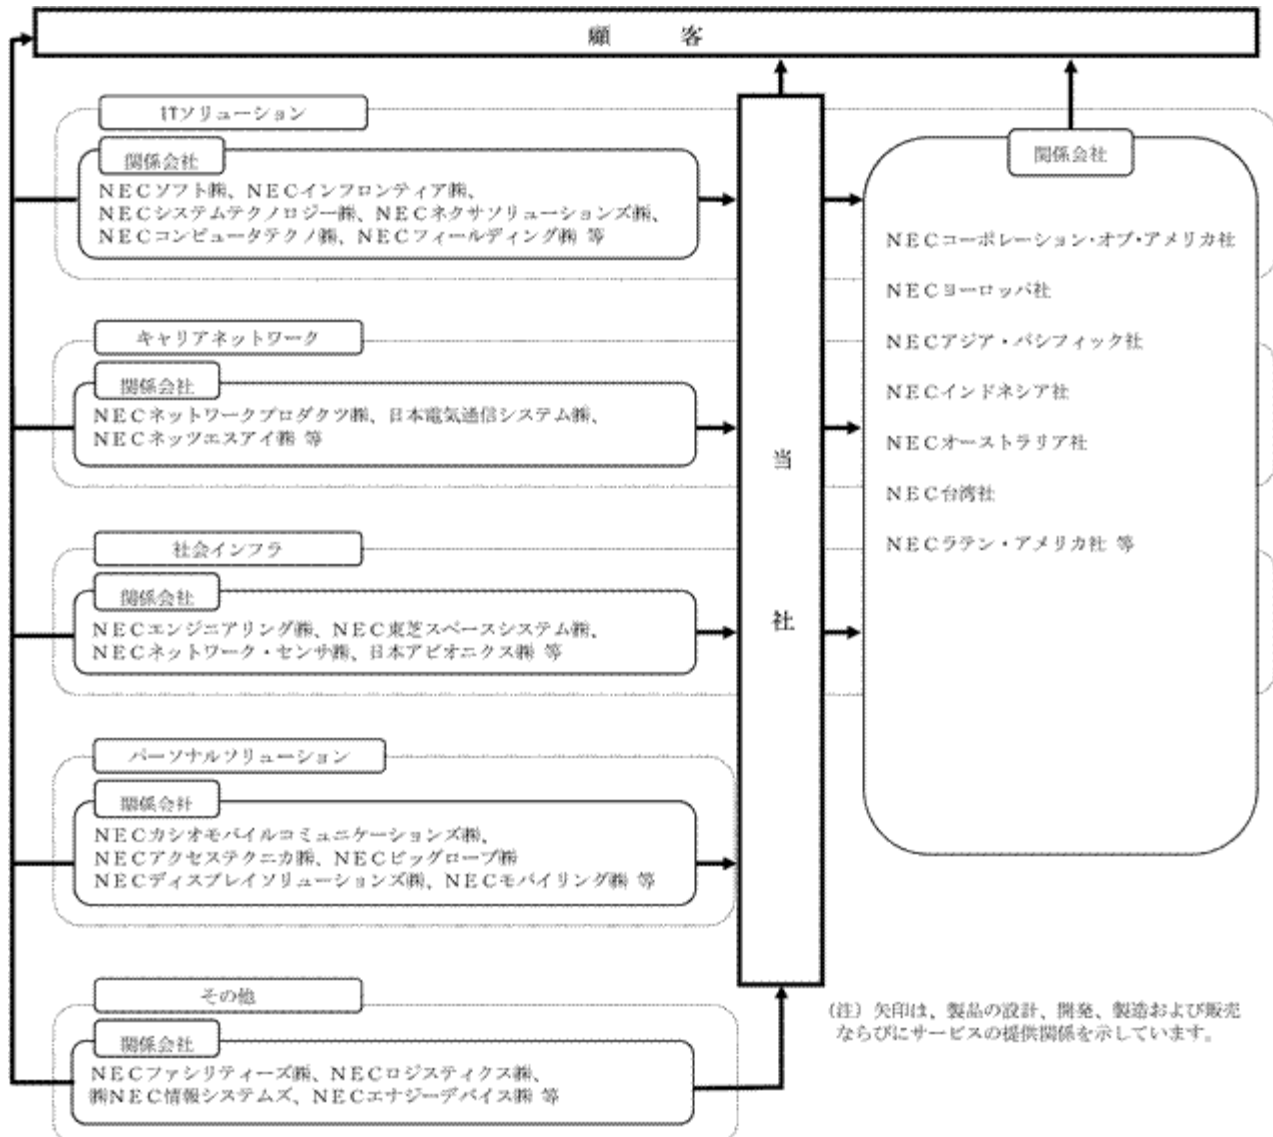 顧 客
ITソリューション
関係会社
ＮＥＣソフト㈱、ＮＥＣインフロンティア㈱、
ＮＥＣシステムテクノロジー㈱、ＮＥＣネクサソリューションズ㈱、
ＮＥＣコンピュータテクノ㈱、ＮＥＣフィールディング㈱ 等
キャリアネットワーク
関係会社
ＮＥＣネットワークプロダクツ㈱、日本電気通信システム㈱、
ＮＥＣネッツエスアイ㈱ 等
社会インフラ
関係会社
ＮＥＣエンジニアリング㈱、ＮＥＣ東芝スペースシステム㈱、
ＮＥＣネットワーク・センサ㈱、日本アビオニクス㈱ 等
パーソナルソリューション
関係会社
ＮＥＣカシオモバイルコミュニケーションズ㈱、
ＮＥＣアクセステクニカ㈱、ＮＥＣビッグローブ㈱
ＮＥＣディスプレイソリューションズ㈱、ＮＥＣモバイリング㈱ 等
その他
関係会社
ＮＥＣファシリティーズ㈱、ＮＥＣロジスティクス㈱、
㈱NEC情報システムズ、ＮＥＣエナジーデバイス㈱ 等
当
社
関係会社
ＮＥＣコーポレーション・オブ・アメリカ社
ＮＥＣヨーロッパ社
ＮＥＣアジア・パシフィック社
ＮＥＣインドネシア社
ＮＥＣオーストラリア社
ＮＥＣ台湾社
ＮＥＣラテン・アメリカ社 等
(注) 矢印は、製品の設計、開発、製造および販売
ならびにサービスの提供関係を示しています。